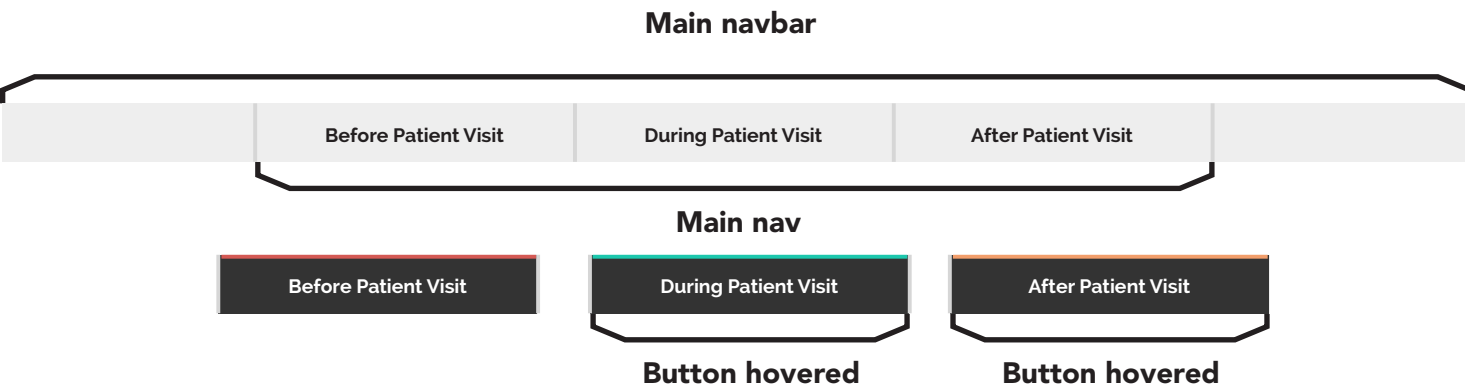 Main navbar
Before Patient Visit During Patient Visit After Patient Visit
Main nav
Before Patient Visit During Patient Visit After Patient Visit
Button hovered Button hovered